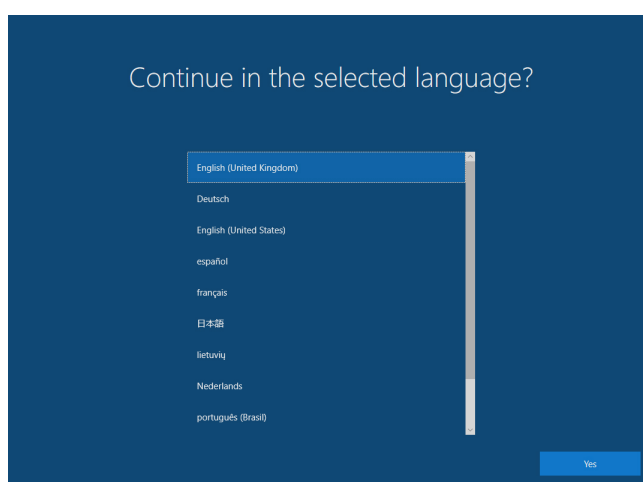 Continue in the selected language?
English (United Kingdom)
Deutsch
English (United States)
español
français
日本語
lietuvių
Nederlands
português (Brasil)
Yes